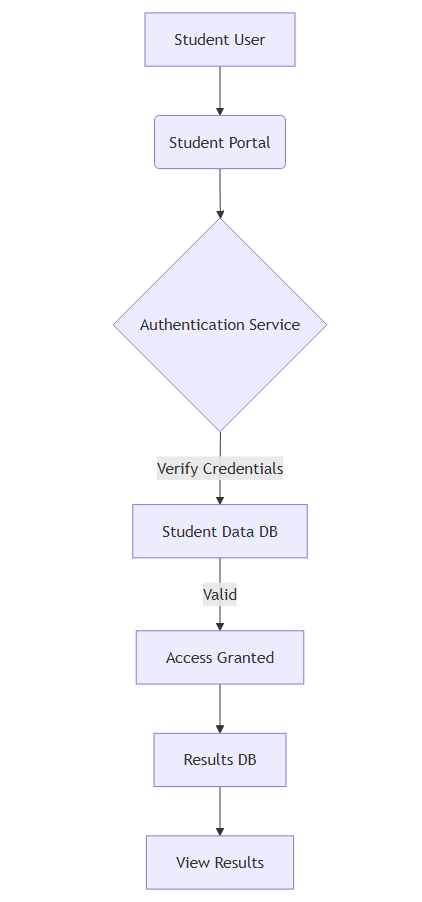 Student User
Student Portal
Authentication Service
Verify Credentials
Student Data DB
Valid
Access Granted
Results DB
View Results